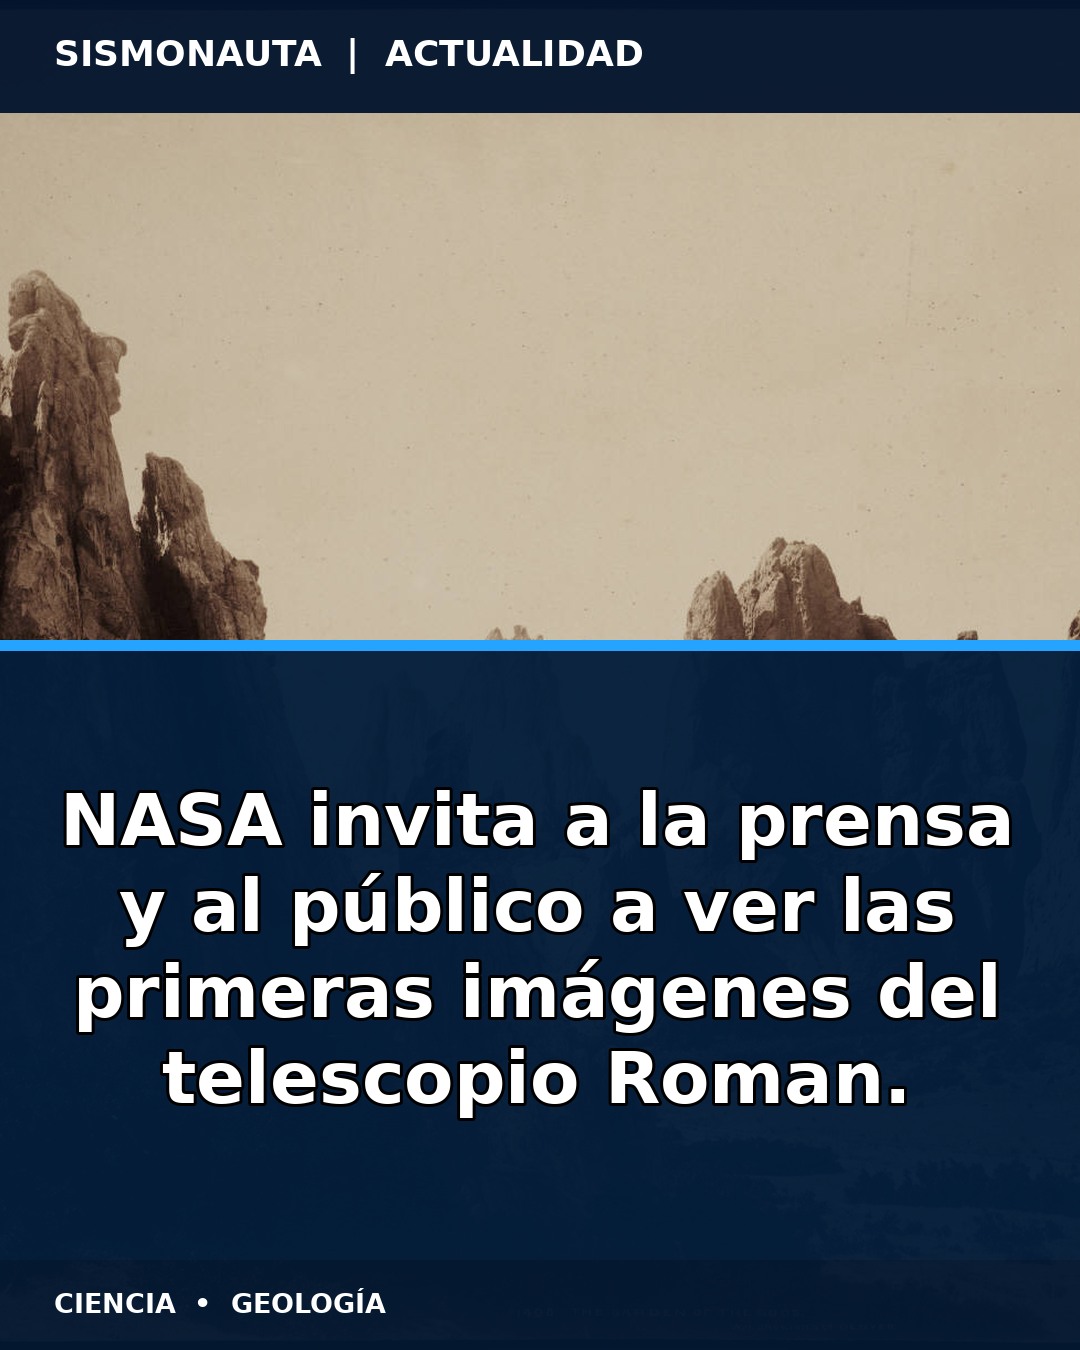 SISMONAUTA | ACTUALIDAD
NASA invita a la prensa
y al público a ver las
primeras imágenes del
telescopio Roman.
CIENCIA • GEOLOGÍA